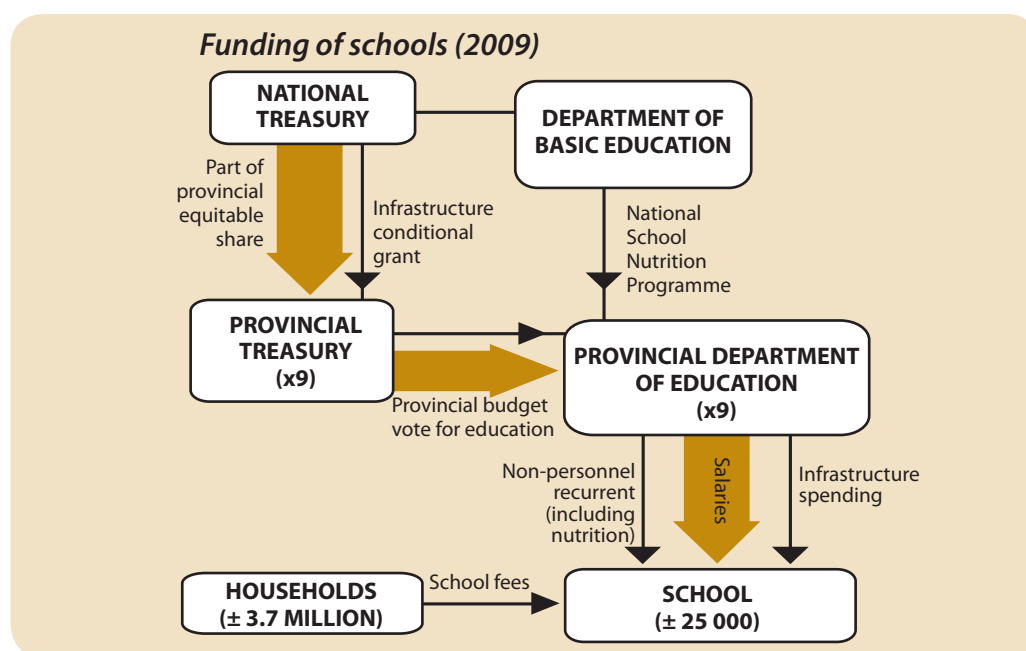 Funding of schools (2009)
NATIONAL
TREASURY
DEPARTMENT OF
BASIC EDUCATION
Part of
provincial
equitable
share
Infrastructure
conditional
grant
National
School
Nutrition
Programme
PROVINCIAL
TREASURY
(x9)
Provincial budget
vote for education
PROVINCIAL DEPARTMENT
OF EDUCATION
(x9)
Non-personnel
recurrent
(including
nutrition)
Salaries
Infrastructure
spending
HOUSEHOLDS
(± 3.7 MILLION)
School fees
SCHOOL
(± 25 000)